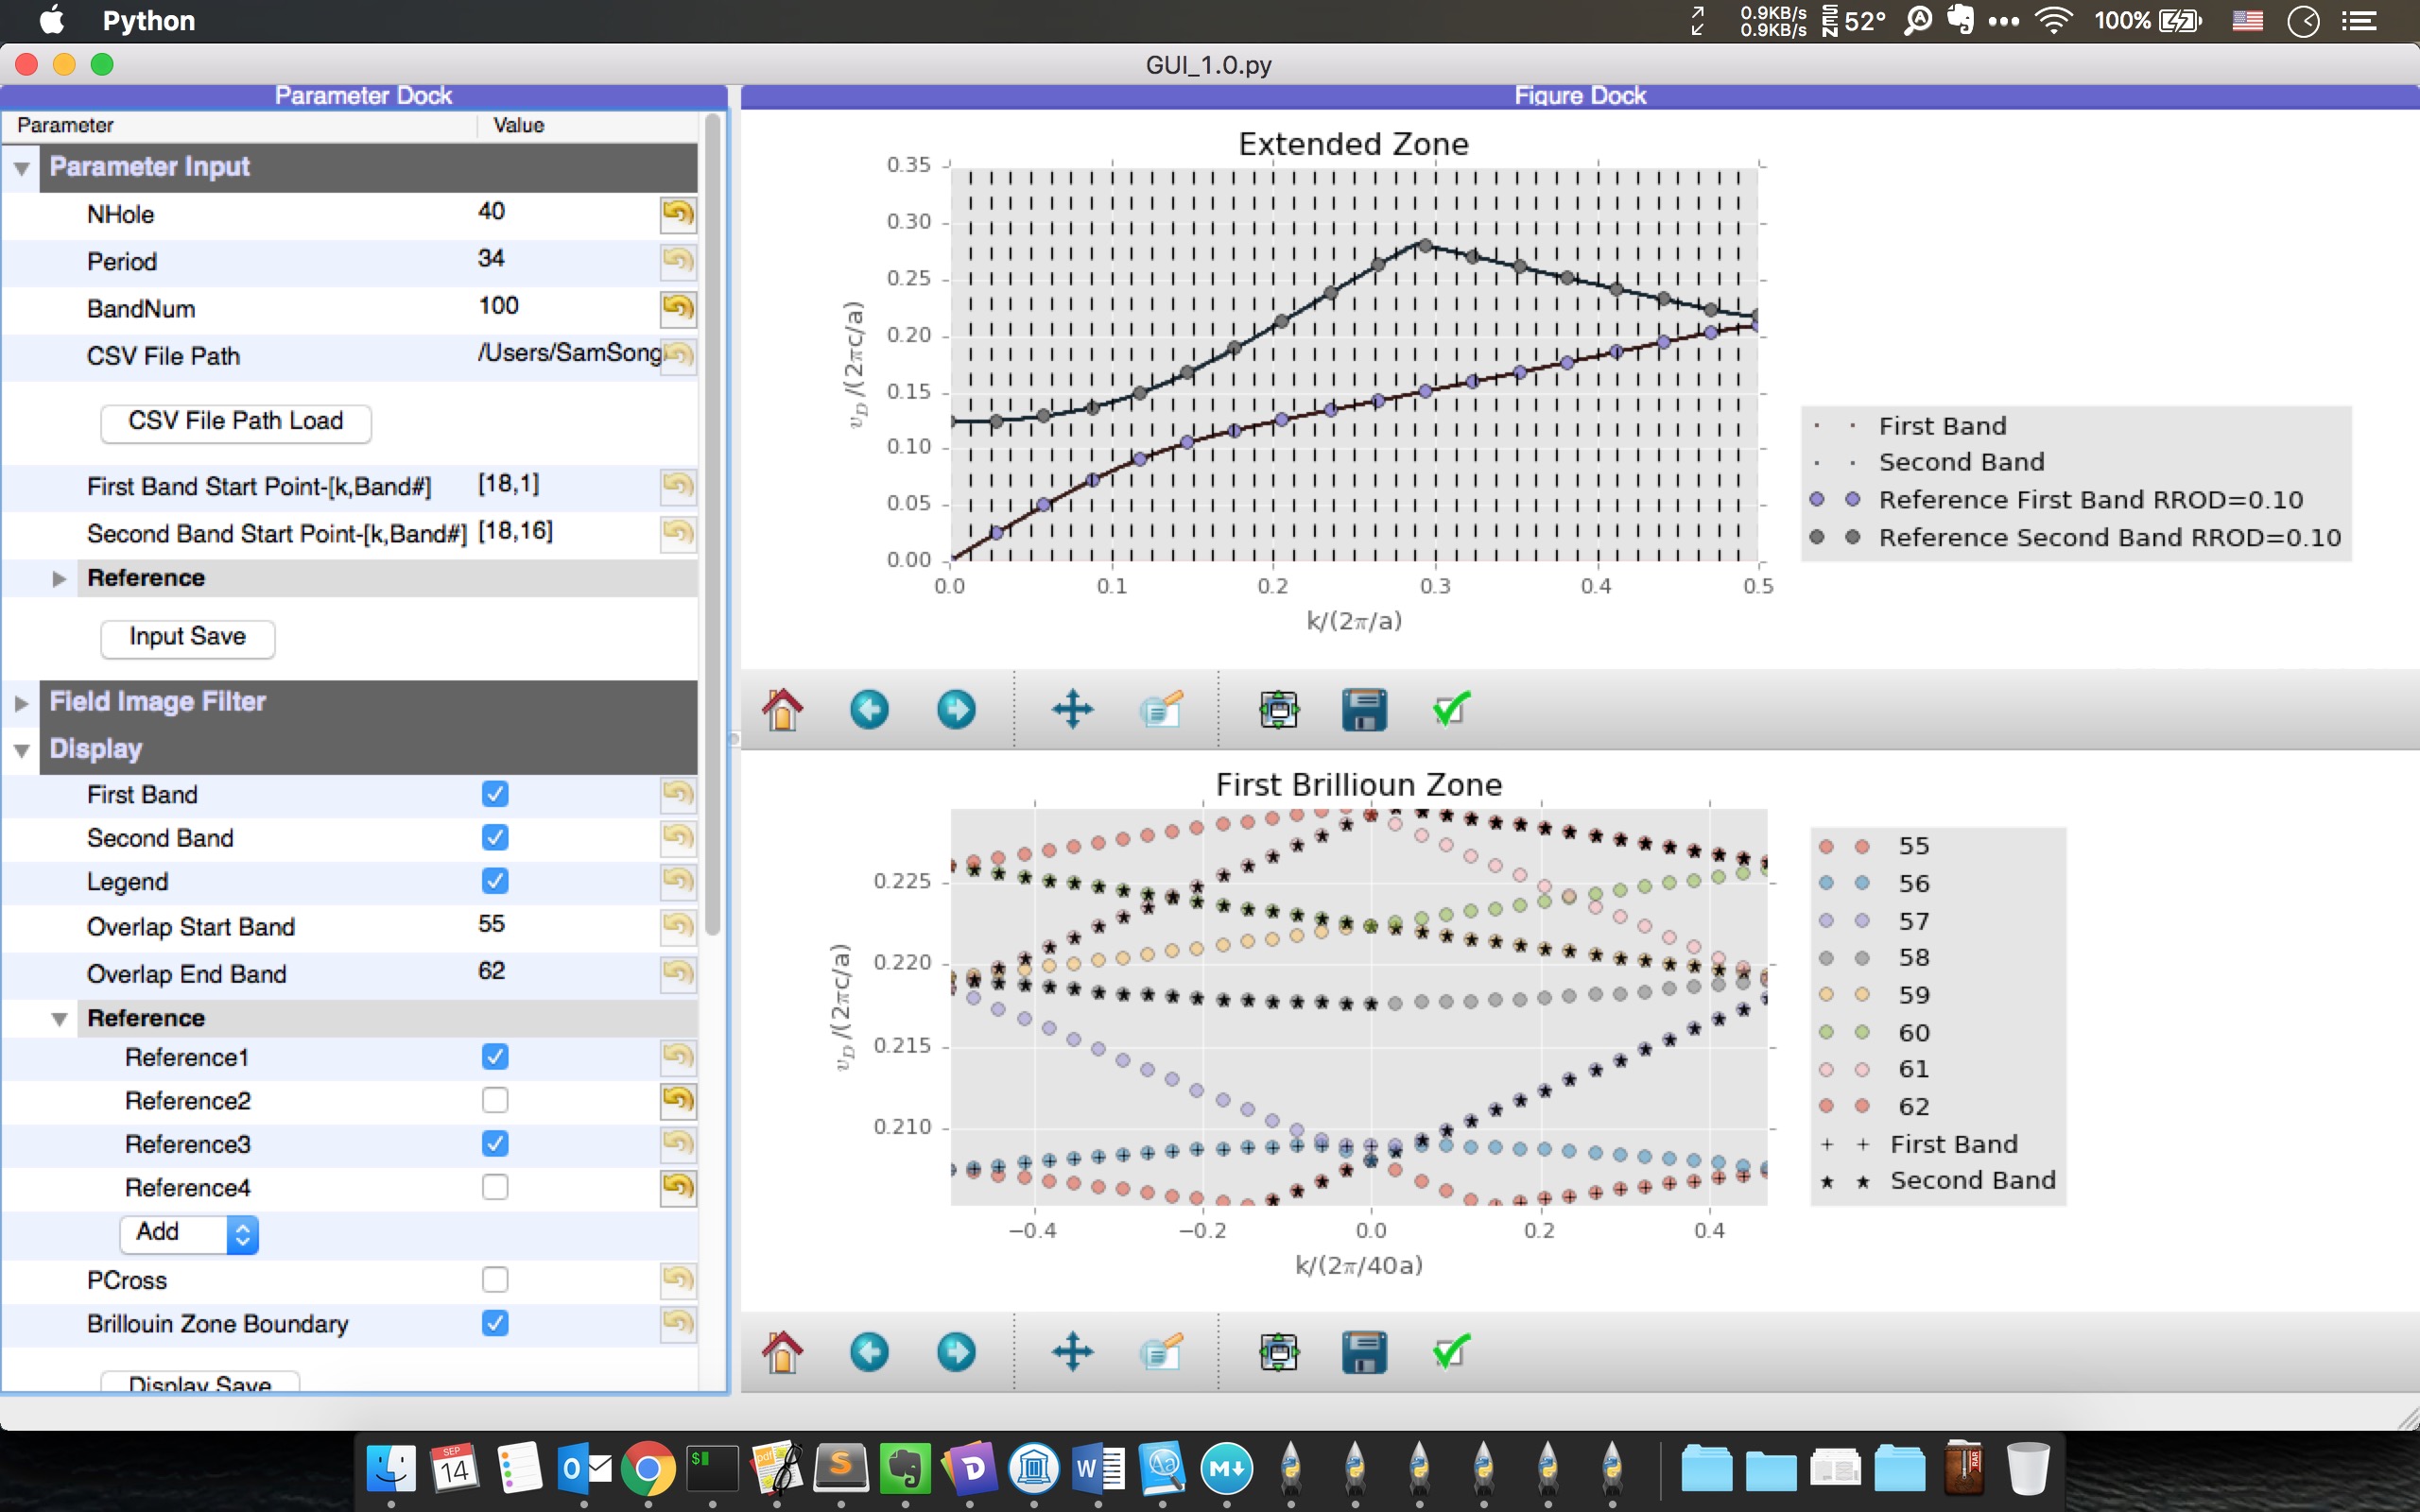 Python
0.9KB/s
0.9KB/s
SEN 52°
100%
GUI_1.0.py
Parameter Dock
Parameter Value
Parameter Input
NHole 40
Period 34
BandNum 100
CSV File Path /Users/SamSong
CSV File Path Load
First Band Start Point-[k,Band#] [18,1]
Second Band Start Point-[k,Band#] [18,16]
Reference
Input Save
Field Image Filter
Display
First Band
Second Band
Legend
Overlap Start Band 55
Overlap End Band 62
Reference
Reference1
Reference2
Reference3
Reference4
Add
PCross
Brillouin Zone Boundary
Display Save
Figure Dock
Extended Zone
0.35
0.30
0.25
0.20
0.15
0.10
0.05
0.00
ν_D/(2πc/a)
0.0 0.1 0.2 0.3 0.4 0.5
k/(2π/a)
First Band
Second Band
Reference First Band RROD=0.10
Reference Second Band RROD=0.10
First Brillioun Zone
0.225
0.220
0.215
0.210
ν_D/(2πc/a)
−0.4 −0.2 0.0 0.2 0.4
k/(2π/40a)
55
56
57
58
59
60
61
62
First Band
Second Band
SEP
14
O
$
pdf
S
D
W
Aa
M
RAR